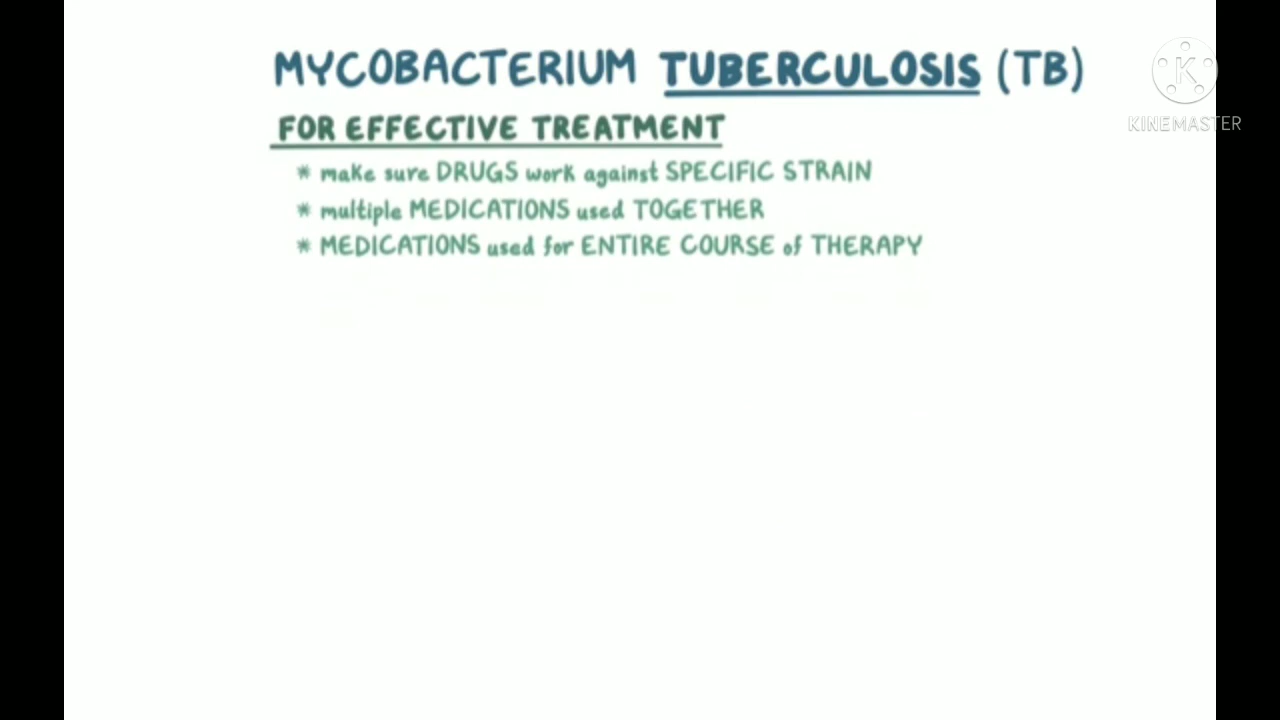 MYCOBACTERIUM TUBERCULOSIS (TB)
FOR EFFECTIVE TREATMENT
* make sure DRUGS work against SPECIFIC STRAIN
* multiple MEDICATIONS used TOGETHER
* MEDICATIONS used for ENTIRE COURSE of THERAPY
K
KINEMASTER